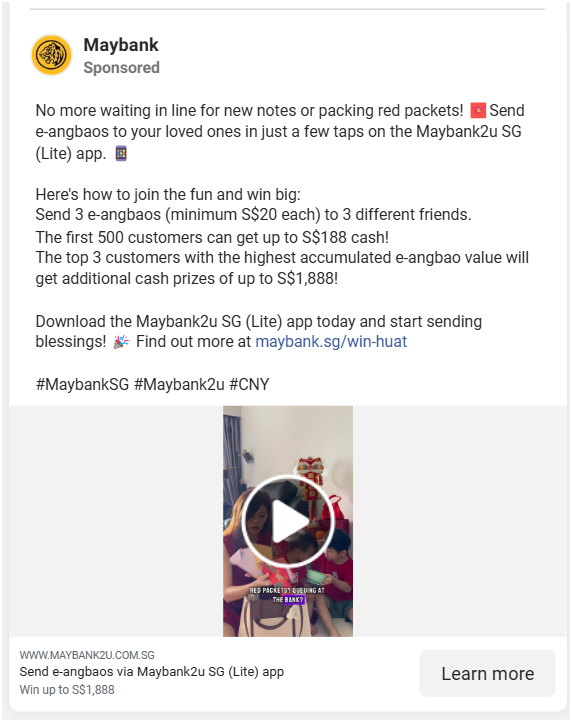 Maybank
Sponsored
No more waiting in line for new notes or packing red packets! 🧧Send
e-angbaos to your loved ones in just a few taps on the Maybank2u SG
(Lite) app. 📱
Here's how to join the fun and win big:
Send 3 e-angbaos (minimum S$20 each) to 3 different friends.
The first 500 customers can get up to S$188 cash!
The top 3 customers with the highest accumulated e-angbao value will
get additional cash prizes of up to S$1,888!
Download the Maybank2u SG (Lite) app today and start sending
blessings! 🎉 Find out more at maybank.sg/win-huat
#MaybankSG #Maybank2u #CNY
RED PACKETS? QUEUING AT
THE BANK?
WWW.MAYBANK2U.COM.SG
Send e-angbaos via Maybank2u SG (Lite) app
Win up to S$1,888
Learn more